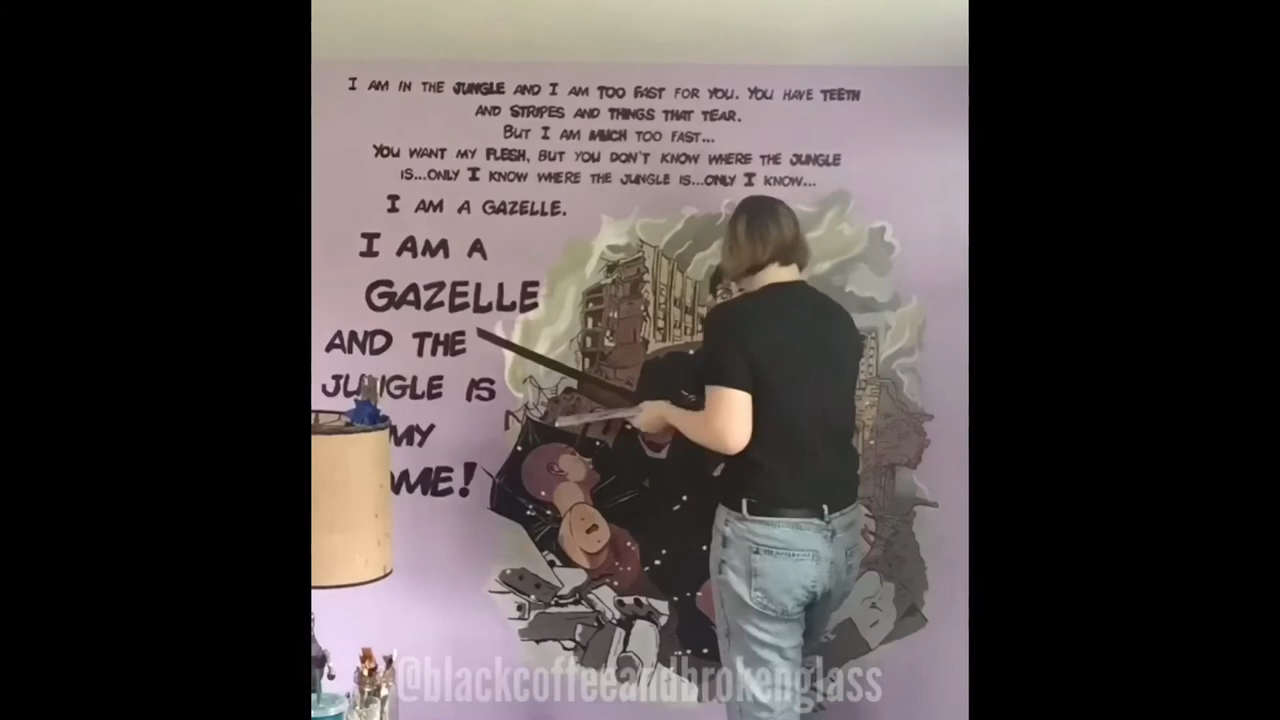 I AM IN THE JUNGLE AND I AM TOO FAST FOR YOU. YOU HAVE TEETH
AND STRIPES AND THINGS THAT TEAR.
BUT I AM MUCH TOO FAST...
YOU WANT MY FLESH, BUT YOU DON'T KNOW WHERE THE JUNGLE
IS...ONLY I KNOW WHERE THE JUNGLE IS...ONLY I KNOW...
I AM A GAZELLE.
I AM A
GAZELLE
AND THE
JUNGLE IS
MY
OME!
@blackcoffeeandbrokenglass